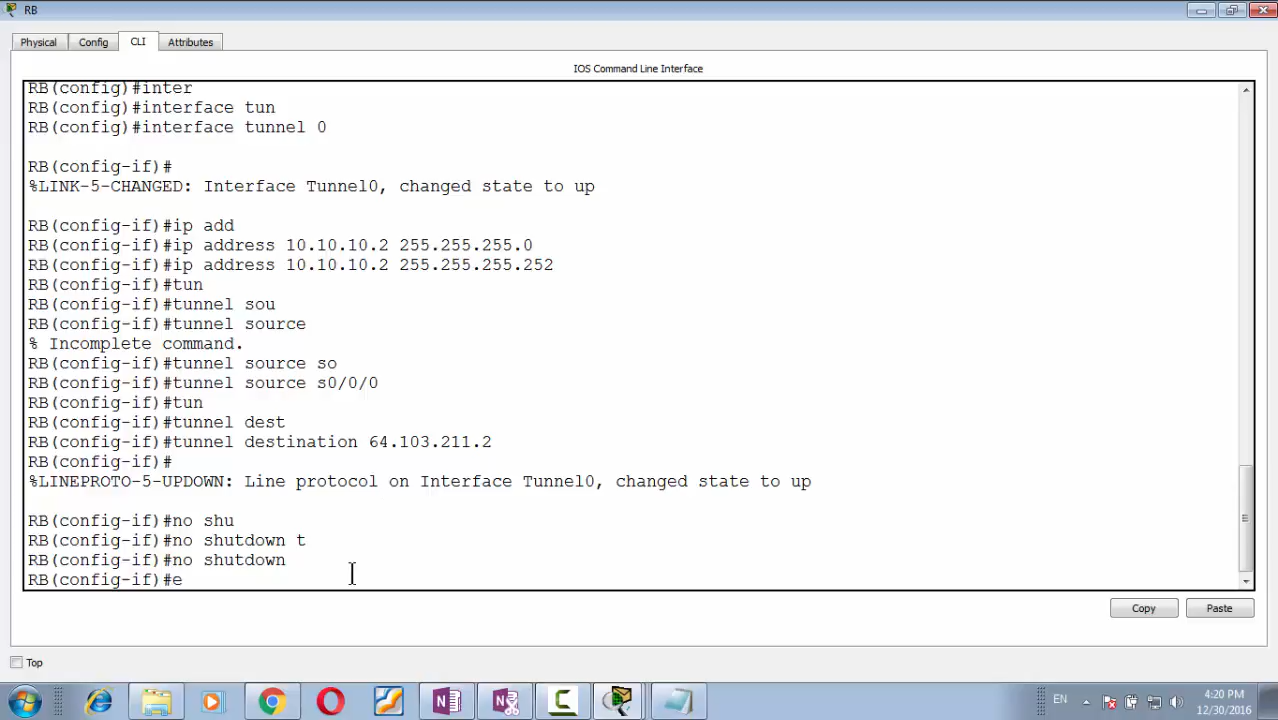 RB
Physical
Config
CLI
Attributes
IOS Command Line Interface
RB(config)#inter
RB(config)#interface tun
RB(config)#interface tunnel 0
RB(config-if)#
%LINK-5-CHANGED: Interface Tunnel0, changed state to up
RB(config-if)#ip add
RB(config-if)#ip address 10.10.10.2 255.255.255.0
RB(config-if)#ip address 10.10.10.2 255.255.255.252
RB(config-if)#tun
RB(config-if)#tunnel sou
RB(config-if)#tunnel source
% Incomplete command.
RB(config-if)#tunnel source so
RB(config-if)#tunnel source s0/0/0
RB(config-if)#tun
RB(config-if)#tunnel dest
RB(config-if)#tunnel destination 64.103.211.2
RB(config-if)#
%LINEPROTO-5-UPDOWN: Line protocol on Interface Tunnel0, changed state to up
RB(config-if)#no shu
RB(config-if)#no shutdown t
RB(config-if)#no shutdown
RB(config-if)#e
Copy
Paste
Top
EN
4:20 PM
12/30/2016